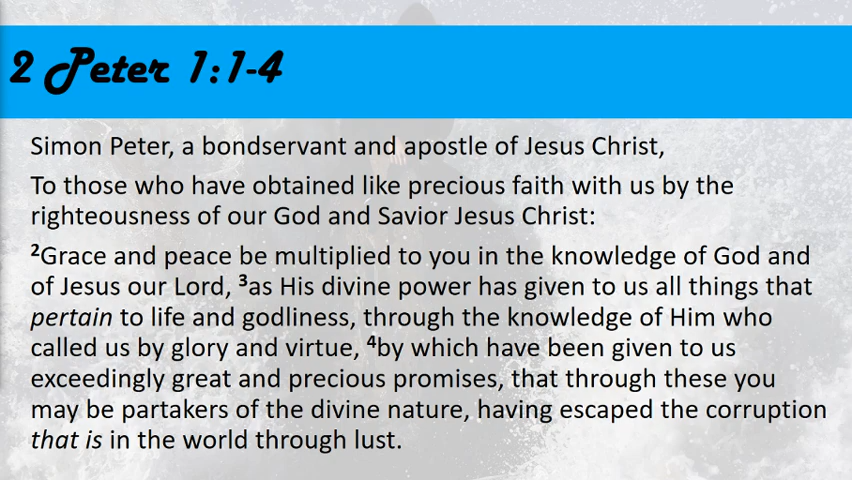 2 Peter 1:1-4
Simon Peter, a bondservant and apostle of Jesus Christ,
To those who have obtained like precious faith with us by the
righteousness of our God and Savior Jesus Christ:
²Grace and peace be multiplied to you in the knowledge of God and
of Jesus our Lord, ³as His divine power has given to us all things that
pertain to life and godliness, through the knowledge of Him who
called us by glory and virtue, ⁴by which have been given to us
exceedingly great and precious promises, that through these you
may be partakers of the divine nature, having escaped the corruption
that is in the world through lust.